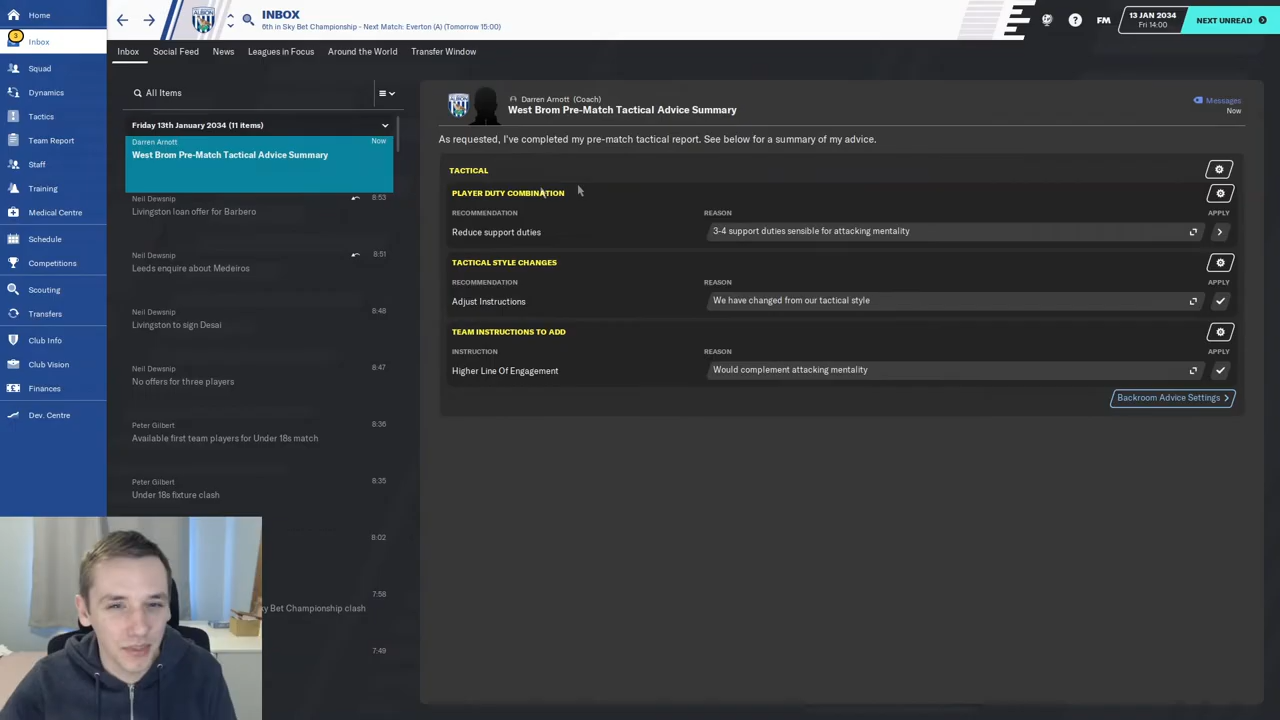 Home
3
Inbox
Squad
Dynamics
Tactics
Team Report
Staff
Training
Medical Centre
Schedule
Competitions
Scouting
Transfers
Club Info
Club Vision
Finances
Dev. Centre
ALBION
INBOX
6th in Sky Bet Championship - Next Match: Everton (A) (Tomorrow 15:00)
?
FM
13 JAN 2034
Fri 14:00
NEXT UNREAD
Inbox
Social Feed
News
Leagues in Focus
Around the World
Transfer Window
All Items
Friday 13th January 2034 (11 items)
Darren Arnott
Now
West Brom Pre-Match Tactical Advice Summary
Neil Dewsnip
8:53
Livingston loan offer for Barbero
Neil Dewsnip
8:51
Leeds enquire about Medeiros
Neil Dewsnip
8:48
Livingston to sign Desai
Neil Dewsnip
8:47
No offers for three players
Peter Gilbert
8:36
Available first team players for Under 18s match
Peter Gilbert
8:35
Under 18s fixture clash
8:02
7:58
ky Bet Championship clash
7:49
Darren Arnott (Coach)
West Brom Pre-Match Tactical Advice Summary
Messages
Now
As requested, I've completed my pre-match tactical report. See below for a summary of my advice.
TACTICAL
PLAYER DUTY COMBINATION
RECOMMENDATION REASON APPLY
Reduce support duties 3-4 support duties sensible for attacking mentality
TACTICAL STYLE CHANGES
RECOMMENDATION REASON APPLY
Adjust Instructions We have changed from our tactical style
TEAM INSTRUCTIONS TO ADD
INSTRUCTION REASON APPLY
Higher Line Of Engagement Would complement attacking mentality
Backroom Advice Settings